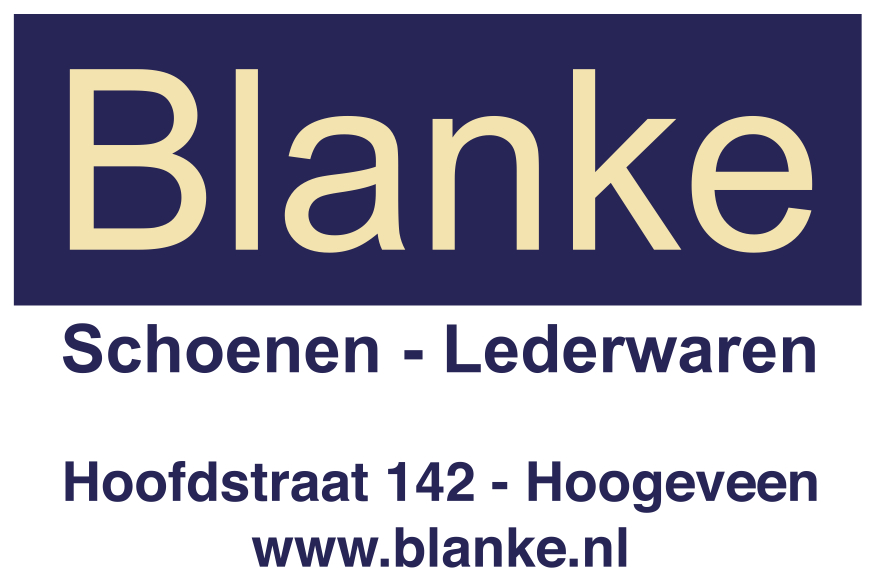 Blanke
Schoenen - Lederwaren
Hoofdstraat 142 - Hoogeveen
www.blanke.nl